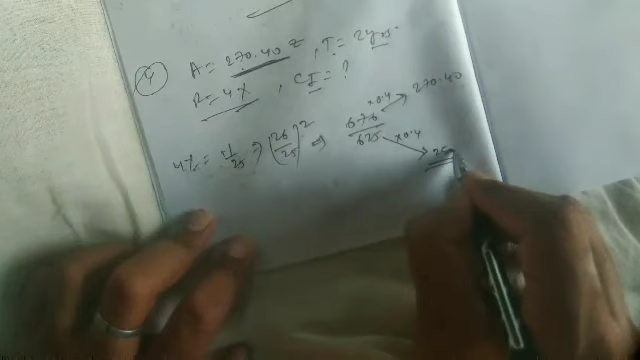 4 A = 270.40 ₹, T = 2 yrs.
R = 4%, CI = ?
4% = 1/25 ⇒ (26/25)² ⇒ 676/625 ×0.4 → 270.40
×0.4 → 250